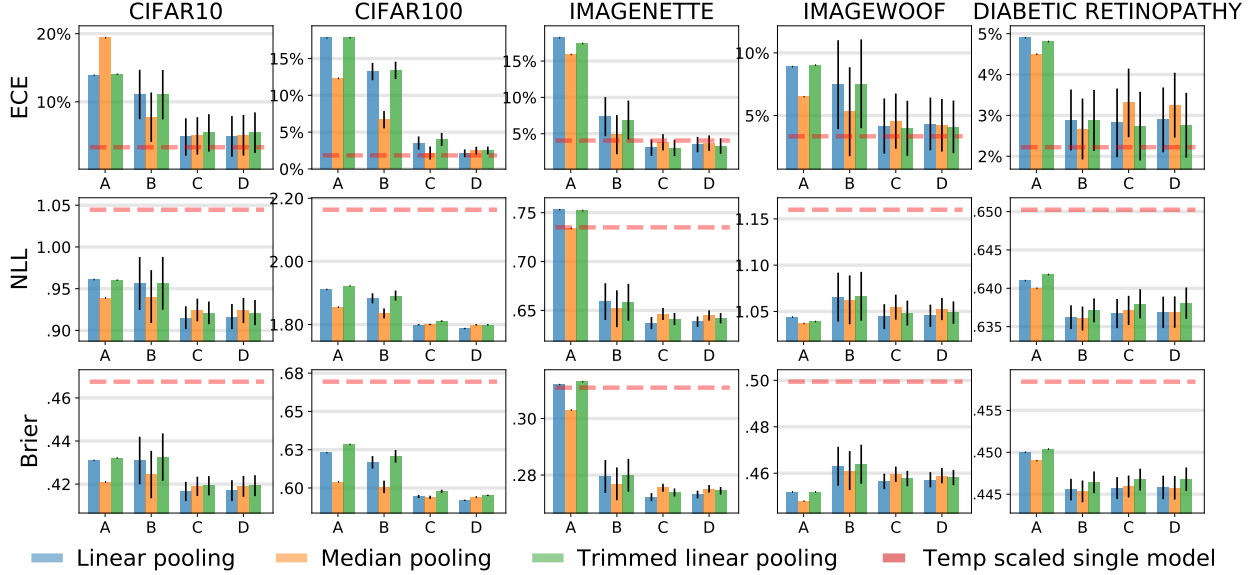 CIFAR10 CIFAR100 IMAGENETTE IMAGEWOOF DIABETIC RETINOPATHY
ECE
20%
10%
A B C D
15%
10%
5%
0%
A B C D
15%
10%
5%
A B C D
10%
5%
A B C D
5%
4%
3%
2%
A B C D
NLL
1.05
1.00
.95
.90
A B C D
2.20
2.00
1.80
A B C D
.75
.70
.65
A B C D
1.15
1.10
1.05
A B C D
.650
.645
.640
.635
A B C D
Brier
.46
.44
.42
A B C D
.68
.65
.63
.60
A B C D
.30
.28
A B C D
.50
.48
.46
A B C D
.455
.450
.445
A B C D
Linear pooling Median pooling Trimmed linear pooling Temp scaled single model